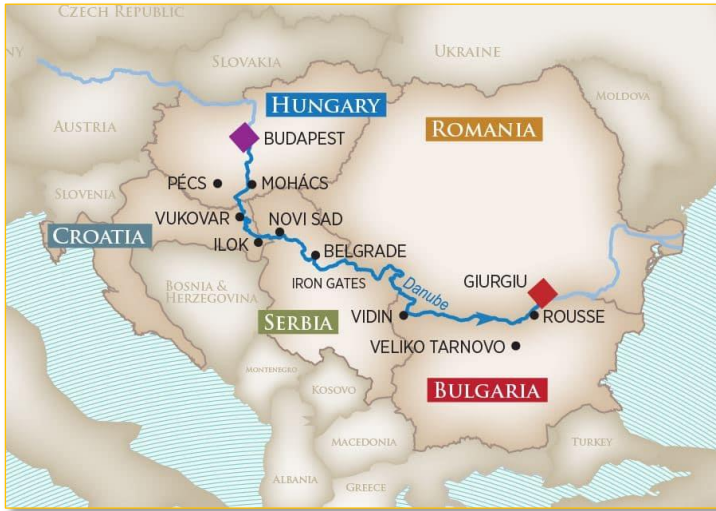 CZECH REPUBLIC
NY
SLOVAKIA
UKRAINE
HUNGARY
MOLDOVA
AUSTRIA
ROMANIA
BUDAPEST
PÉCS
MOHÁCS
SLOVENIA
VUKOVAR
NOVI SAD
CROATIA
ILOK
BELGRADE
BOSNIA &
HERZEGOVINA
IRON GATES
Danube
GIURGIU
SERBIA
VIDIN
ROUSSE
VELIKO TARNOVO
MONTENEGRO
KOSOVO
BULGARIA
MACEDONIA
TURKEY
ALBANIA
GREECE